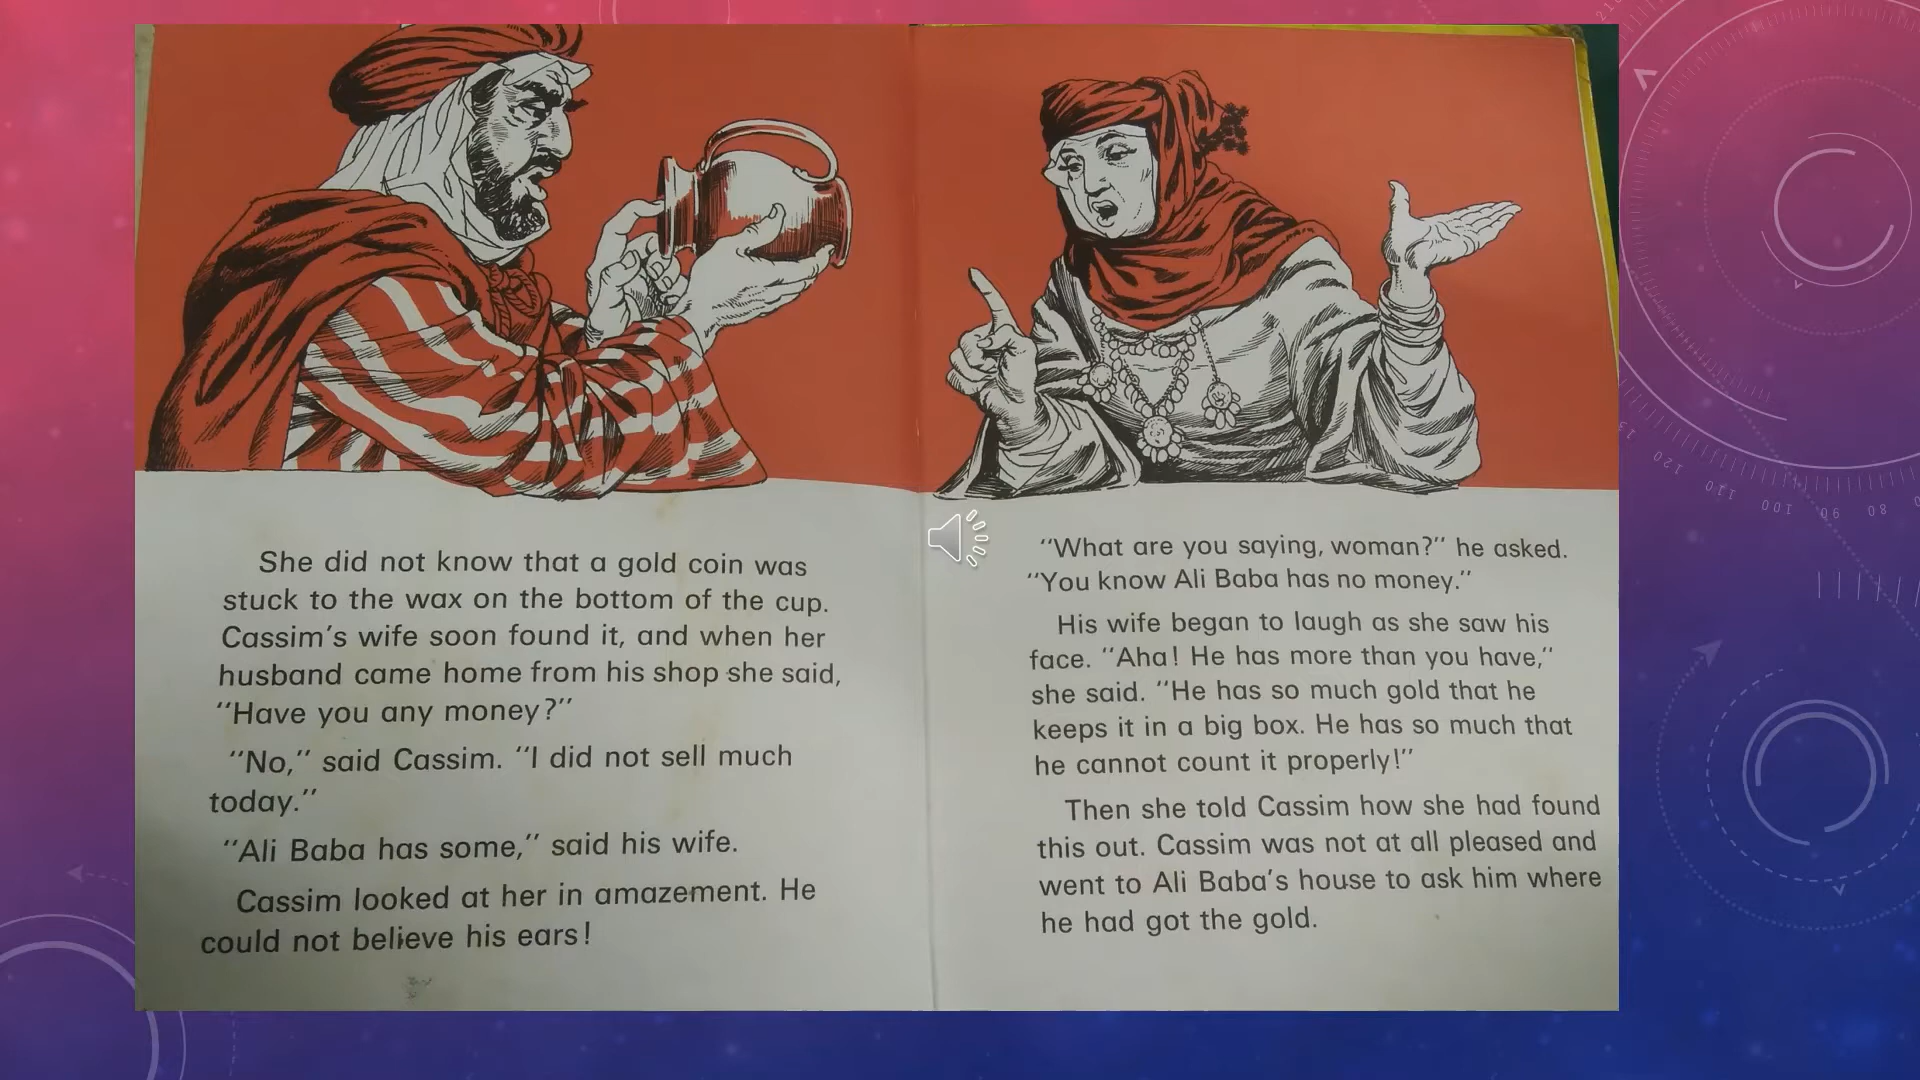 She did not know that a gold coin was
stuck to the wax on the bottom of the cup.
Cassim's wife soon found it, and when her
husband came home from his shop she said,
"Have you any money?"
"No," said Cassim. "I did not sell much
today."
"Ali Baba has some," said his wife.
Cassim looked at her in amazement. He
could not believe his ears!
"What are you saying, woman?" he asked.
"You know Ali Baba has no money."
His wife began to laugh as she saw his
face. "Aha! He has more than you have,"
she said. "He has so much gold that he
keeps it in a big box. He has so much that
he cannot count it properly!"
Then she told Cassim how she had found
this out. Cassim was not at all pleased and
went to Ali Baba's house to ask him where
he had got the gold.
120
110
100
90
80